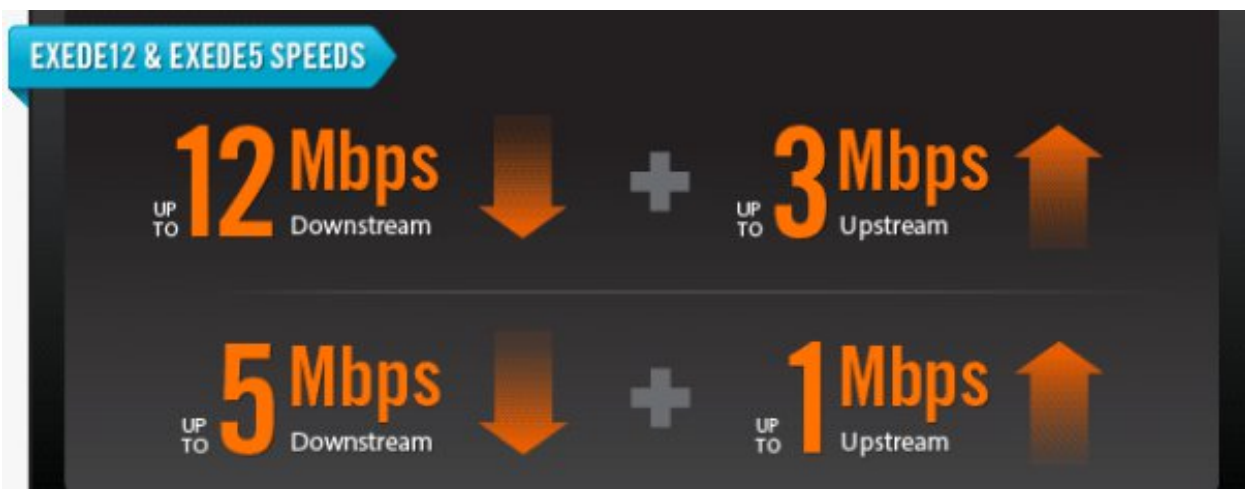 EXEDE12 & EXEDE5 SPEEDS
UP TO 12 Mbps Downstream + UP TO 3 Mbps Upstream
UP TO 5 Mbps Downstream + UP TO 1 Mbps Upstream